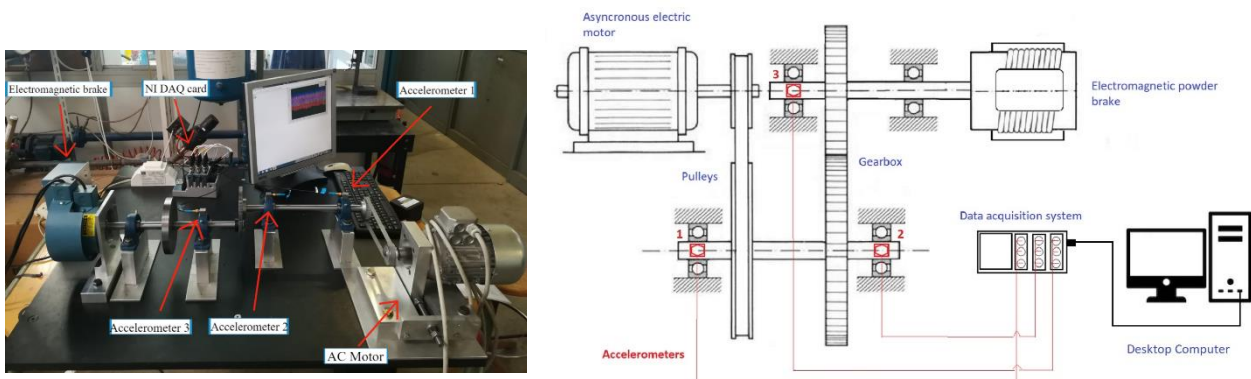 Electromagnetic brake
NI DAQ card
Accelerometer 1
Accelerometer 3
Accelerometer 2
AC Motor
Asyncronous electric
motor
3
Electromagnetic powder
brake
Pulleys
Gearbox
1
2
Data acquisition system
Accelerometers
Desktop Computer